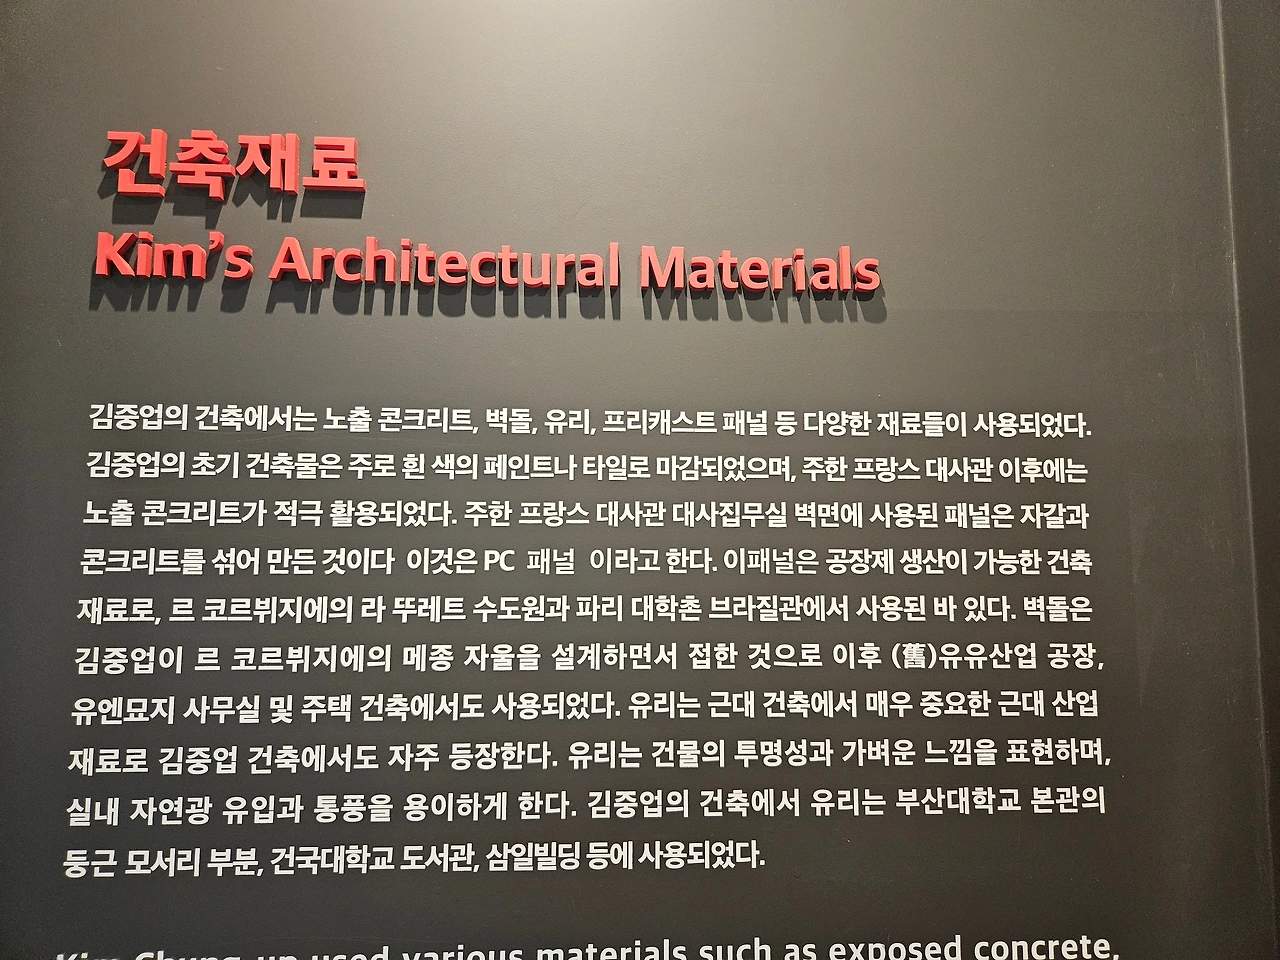 건축재료
Kim's Architectural Materials
김중업의 건축에서는 노출 콘크리트, 벽돌, 유리, 프리캐스트 패널 등 다양한 재료들이 사용되었다.
김중업의 초기 건축물은 주로 흰 색의 페인트나 타일로 마감되었으며, 주한 프랑스 대사관 이후에는
노출 콘크리트가 적극 활용되었다. 주한 프랑스 대사관 대사집무실 벽면에 사용된 패널은 자갈과
콘크리트를 섞어 만든 것이다 이것은 PC 패널 이라고 한다. 이패널은 공장제 생산이 가능한 건축
재료로, 르 코르뷔지에의 라 뚜레트 수도원과 파리 대학촌 브라질관에서 사용된 바 있다. 벽돌은
김중업이 르 코르뷔지에의 메종 자울을 설계하면서 접한 것으로 이후 (舊)유유산업 공장,
유엔묘지 사무실 및 주택 건축에서도 사용되었다. 유리는 근대 건축에서 매우 중요한 근대 산업
재료로 김중업 건축에서도 자주 등장한다. 유리는 건물의 투명성과 가벼운 느낌을 표현하며,
실내 자연광 유입과 통풍을 용이하게 한다. 김중업의 건축에서 유리는 부산대학교 본관의
둥근 모서리 부분, 건국대학교 도서관, 삼일빌딩 등에 사용되었다.
Kim Chung-up used various materials such as exposed concrete,